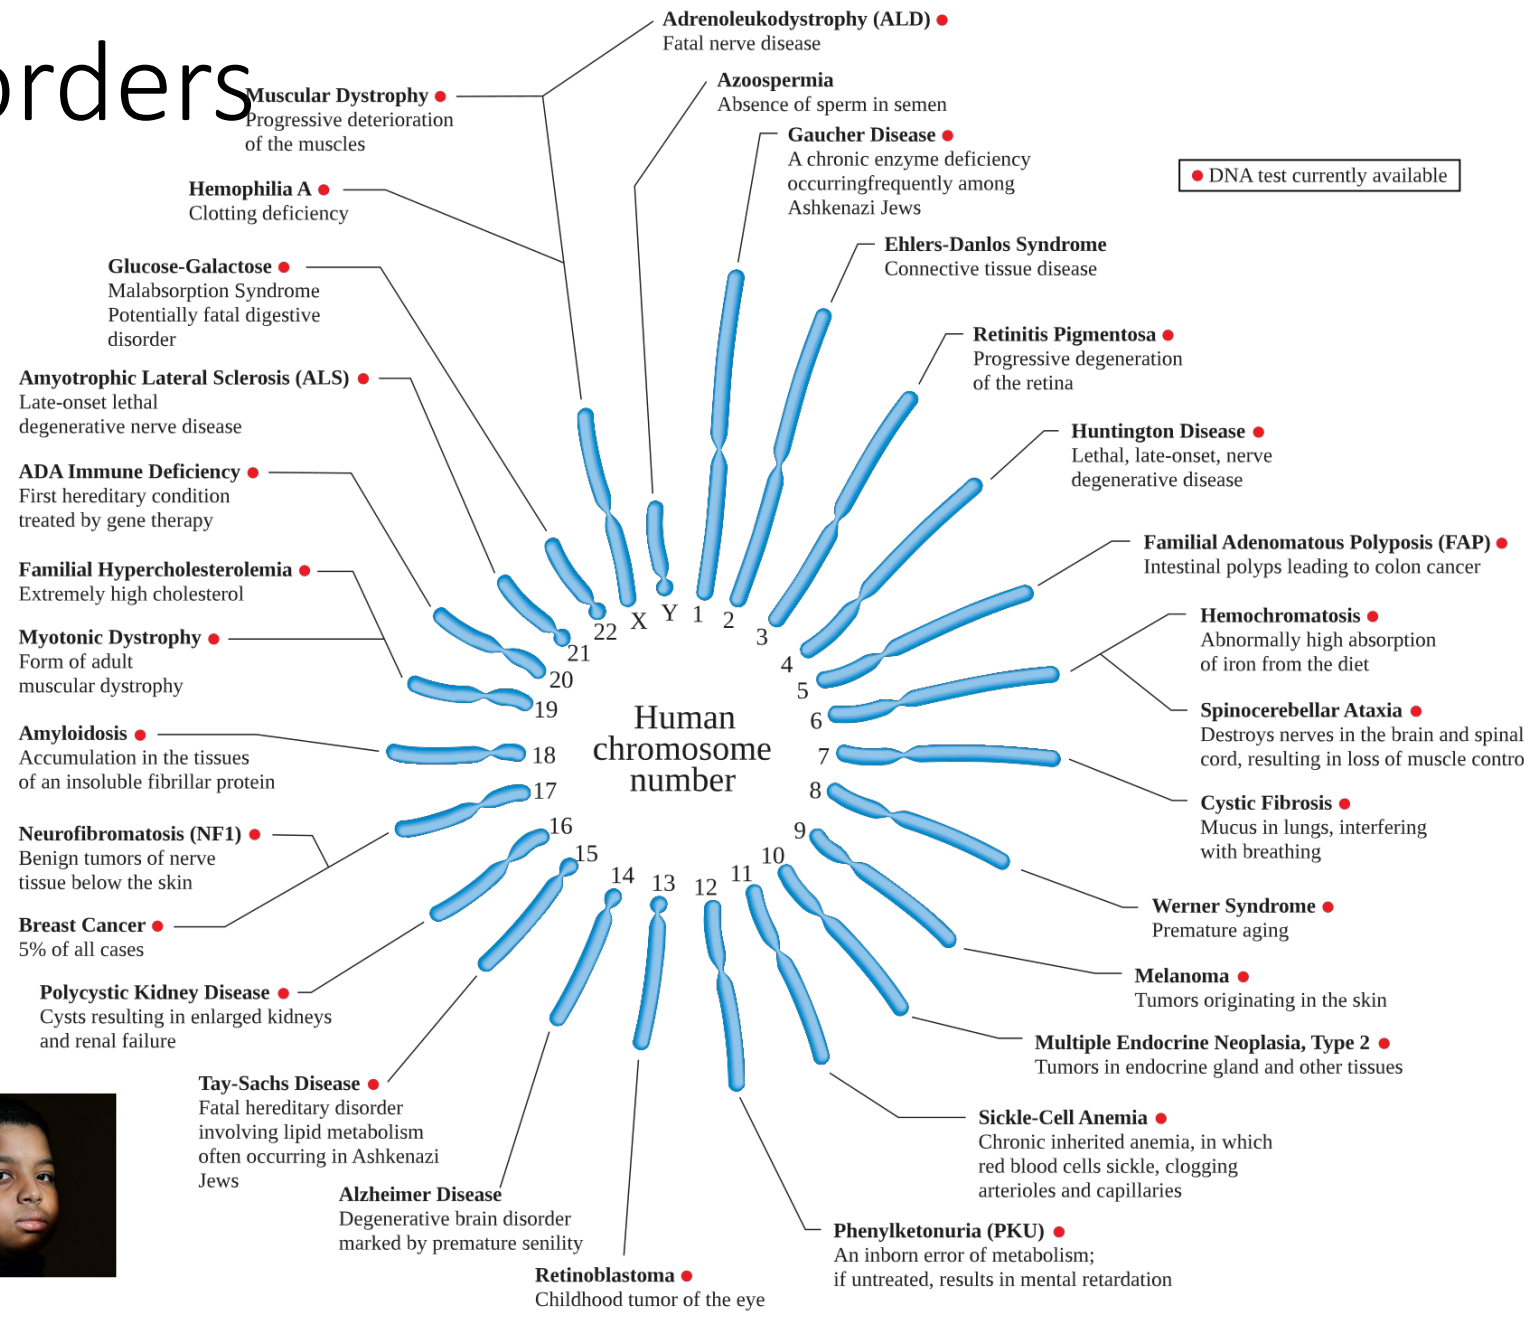 orders
Adrenoleukodystrophy (ALD)
Fatal nerve disease
Azoospermia
Absence of sperm in semen
Gaucher Disease
A chronic enzyme deficiency
occurringfrequently among
Ashkenazi Jews
DNA test currently available
Ehlers-Danlos Syndrome
Connective tissue disease
Retinitis Pigmentosa
Progressive degeneration
of the retina
Huntington Disease
Lethal, late-onset, nerve
degenerative disease
Familial Adenomatous Polyposis (FAP)
Intestinal polyps leading to colon cancer
Hemochromatosis
Abnormally high absorption
of iron from the diet
Spinocerebellar Ataxia
Destroys nerves in the brain and spinal
cord, resulting in loss of muscle contro
Cystic Fibrosis
Mucus in lungs, interfering
with breathing
Werner Syndrome
Premature aging
Melanoma
Tumors originating in the skin
Multiple Endocrine Neoplasia, Type 2
Tumors in endocrine gland and other tissues
Sickle-Cell Anemia
Chronic inherited anemia, in which
red blood cells sickle, clogging
arterioles and capillaries
Phenylketonuria (PKU)
An inborn error of metabolism;
if untreated, results in mental retardation
Retinoblastoma
Childhood tumor of the eye
Alzheimer Disease
Degenerative brain disorder
marked by premature senility
Tay-Sachs Disease
Fatal hereditary disorder
involving lipid metabolism
often occurring in Ashkenazi
Jews
Polycystic Kidney Disease
Cysts resulting in enlarged kidneys
and renal failure
Breast Cancer
5% of all cases
Neurofibromatosis (NF1)
Benign tumors of nerve
tissue below the skin
Amyloidosis
Accumulation in the tissues
of an insoluble fibrillar protein
Myotonic Dystrophy
Form of adult
muscular dystrophy
Familial Hypercholesterolemia
Extremely high cholesterol
ADA Immune Deficiency
First hereditary condition
treated by gene therapy
Amyotrophic Lateral Sclerosis (ALS)
Late-onset lethal
degenerative nerve disease
Glucose-Galactose
Malabsorption Syndrome
Potentially fatal digestive
disorder
Hemophilia A
Clotting deficiency
Muscular Dystrophy
Progressive deterioration
of the muscles
Human
chromosome
number
1
2
3
4
5
6
7
8
9
10
11
12
13
14
15
16
17
18
19
20
21
22
X
Y